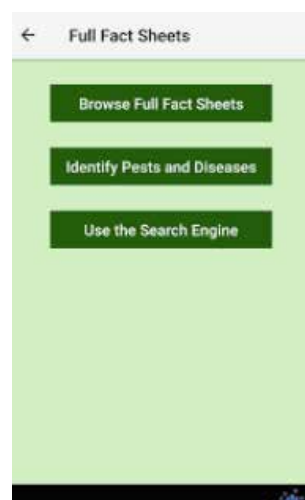 Full Fact Sheets
Browse Full Fact Sheets
Identify Pests and Diseases
Use the Search Engine